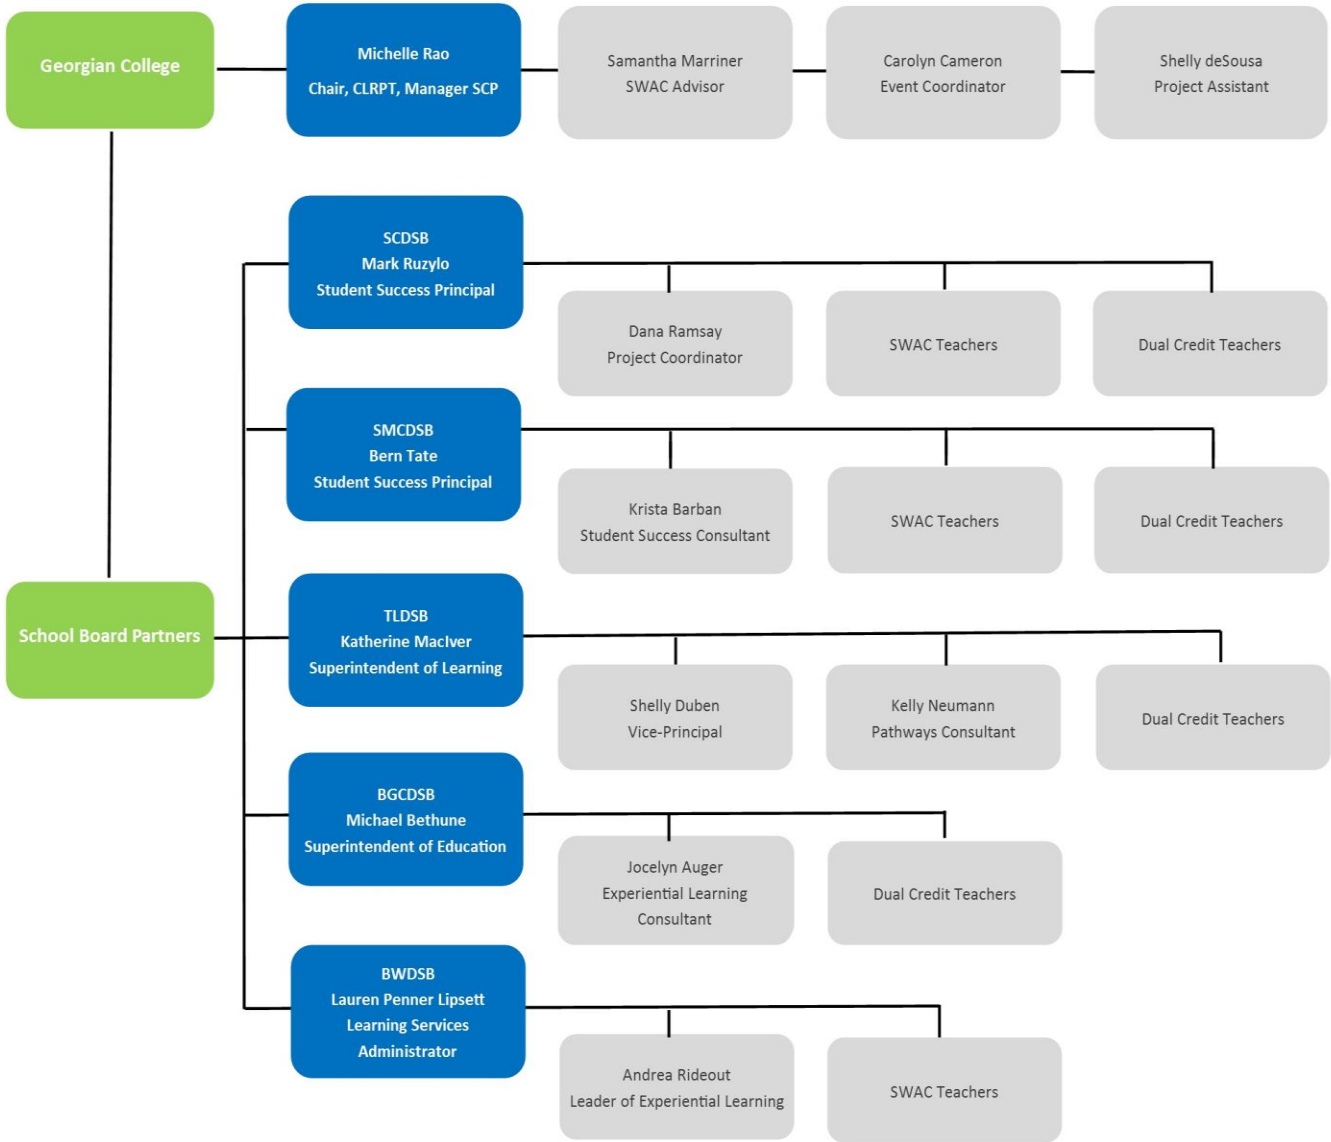 Georgian College
Michelle Rao
Chair, CLRPT, Manager SCP
Samantha Marriner
SWAC Advisor
Carolyn Cameron
Event Coordinator
Shelly deSousa
Project Assistant
SCDSB
Mark Ruzylo
Student Success Principal
Dana Ramsay
Project Coordinator
SWAC Teachers
Dual Credit Teachers
SMCDSB
Bern Tate
Student Success Principal
Krista Barban
Student Success Consultant
SWAC Teachers
Dual Credit Teachers
School Board Partners
TLDSB
Katherine MacIver
Superintendent of Learning
Shelly Duben
Vice-Principal
Kelly Neumann
Pathways Consultant
Dual Credit Teachers
BGCDSB
Michael Bethune
Superintendent of Education
Jocelyn Auger
Experiential Learning
Consultant
Dual Credit Teachers
BWDSB
Lauren Penner Lipsett
Learning Services
Administrator
Andrea Rideout
Leader of Experiential Learning
SWAC Teachers